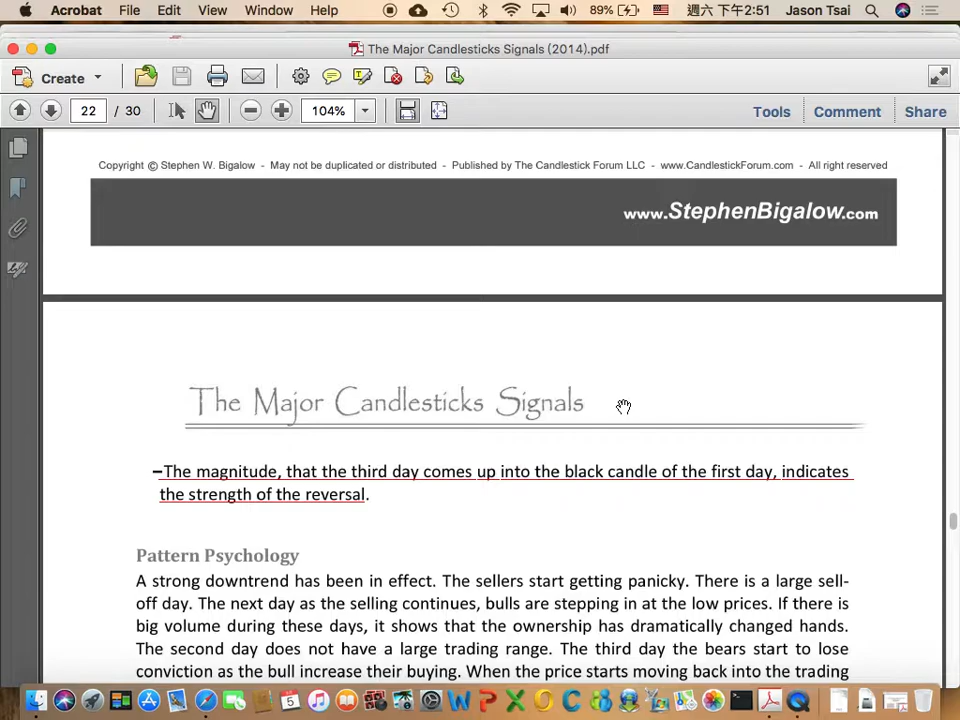 Acrobat File Edit View Window Help 89% 週六 下午2:51 Jason Tsai
The Major Candlesticks Signals (2014).pdf
Create
22 / 30 104% Tools Comment Share
Copyright © Stephen W. Bigalow - May not be duplicated or distributed - Published by The Candlestick Forum LLC - www.CandlestickForum.com - All right reserved
www.StephenBigalow.com
The Major Candlesticks Signals
–The magnitude, that the third day comes up into the black candle of the first day, indicates
the strength of the reversal.
Pattern Psychology
A strong downtrend has been in effect. The sellers start getting panicky. There is a large sell-
off day. The next day as the selling continues, bulls are stepping in at the low prices. If there is
big volume during these days, it shows that the ownership has dramatically changed hands.
The second day does not have a large trading range. The third day the bears start to lose
conviction as the bull increase their buying. When the price starts moving back into the trading